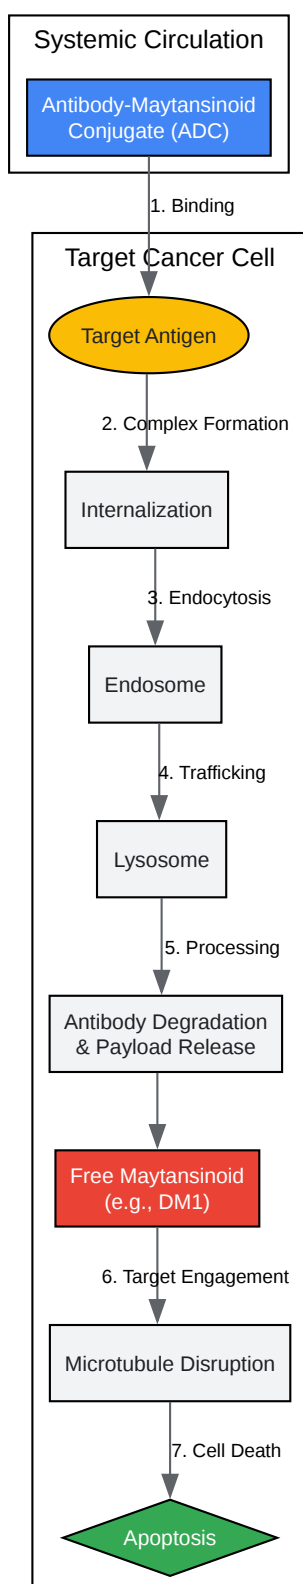 Systemic Circulation
Antibody-Maytansinoid
Conjugate (ADC)
1. Binding
Target Cancer Cell
Target Antigen
2. Complex Formation
Internalization
3. Endocytosis
Endosome
4. Trafficking
Lysosome
5. Processing
Antibody Degradation
& Payload Release
Free Maytansinoid
(e.g., DM1)
6. Target Engagement
Microtubule Disruption
7. Cell Death
Apoptosis